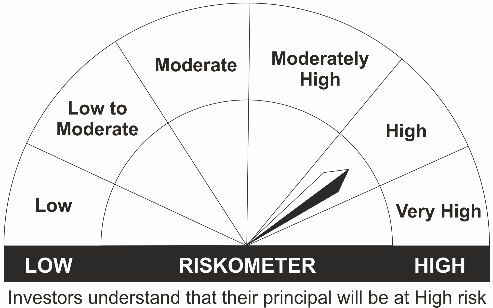 Moderate
Moderately
High
Low to
Moderate
High
Low
Very High
LOW RISKOMETER HIGH
Investors understand that their principal will be at High risk